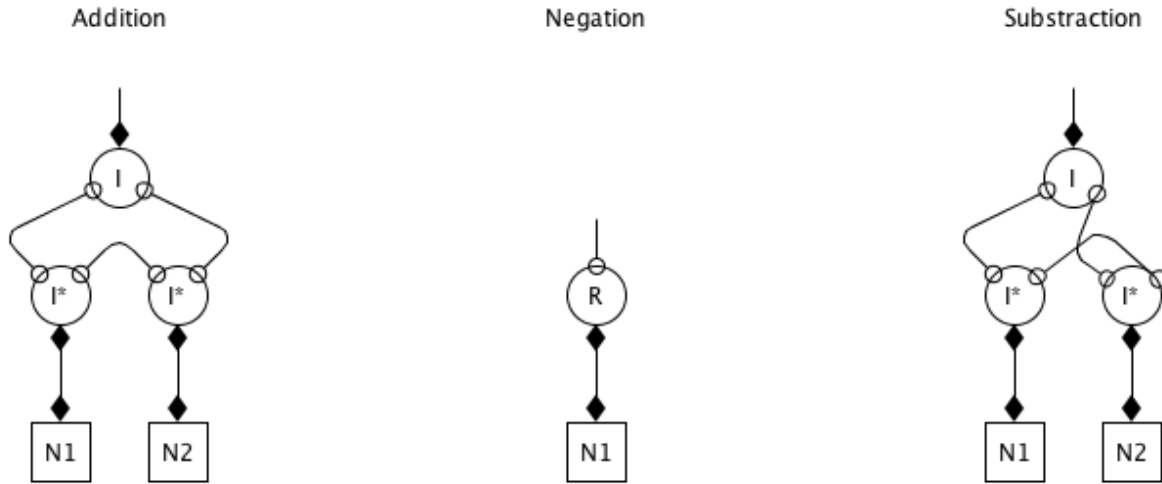 Addition Negation Substraction
I I
I* I* R I* I*
N1 N2 N1 N1 N2